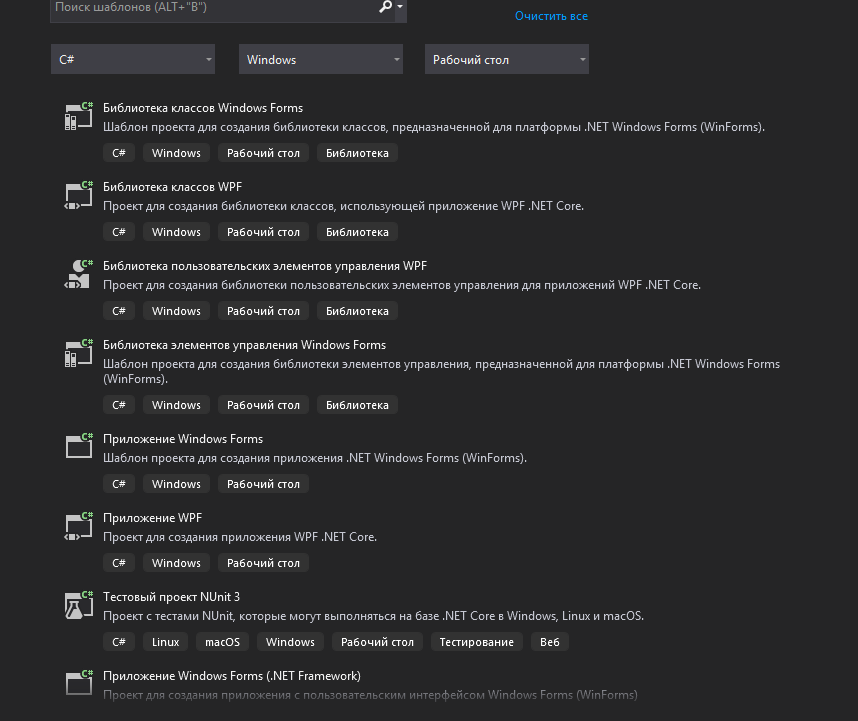 Поиск шаблонов (ALT+"B")
Очистить все
C# Windows Рабочий стол
Библиотека классов Windows Forms
Шаблон проекта для создания библиотеки классов, предназначенной для платформы .NET Windows Forms (WinForms).
C# Windows Рабочий стол Библиотека
Библиотека классов WPF
Проект для создания библиотеки классов, использующей приложение WPF .NET Core.
C# Windows Рабочий стол Библиотека
Библиотека пользовательских элементов управления WPF
Проект для создания библиотеки пользовательских элементов управления для приложений WPF .NET Core.
C# Windows Рабочий стол Библиотека
Библиотека элементов управления Windows Forms
Шаблон проекта для создания библиотеки элементов управления, предназначенной для платформы .NET Windows Forms
(WinForms).
C# Windows Рабочий стол Библиотека
Приложение Windows Forms
Шаблон проекта для создания приложения .NET Windows Forms (WinForms).
C# Windows Рабочий стол
Приложение WPF
Проект для создания приложения WPF .NET Core.
C# Windows Рабочий стол
Тестовый проект NUnit 3
Проект с тестами NUnit, которые могут выполняться на базе .NET Core в Windows, Linux и macOS.
C# Linux macOS Windows Рабочий стол Тестирование Веб
Приложение Windows Forms (.NET Framework)
Проект для создания приложения с пользовательским интерфейсом Windows Forms (WinForms)